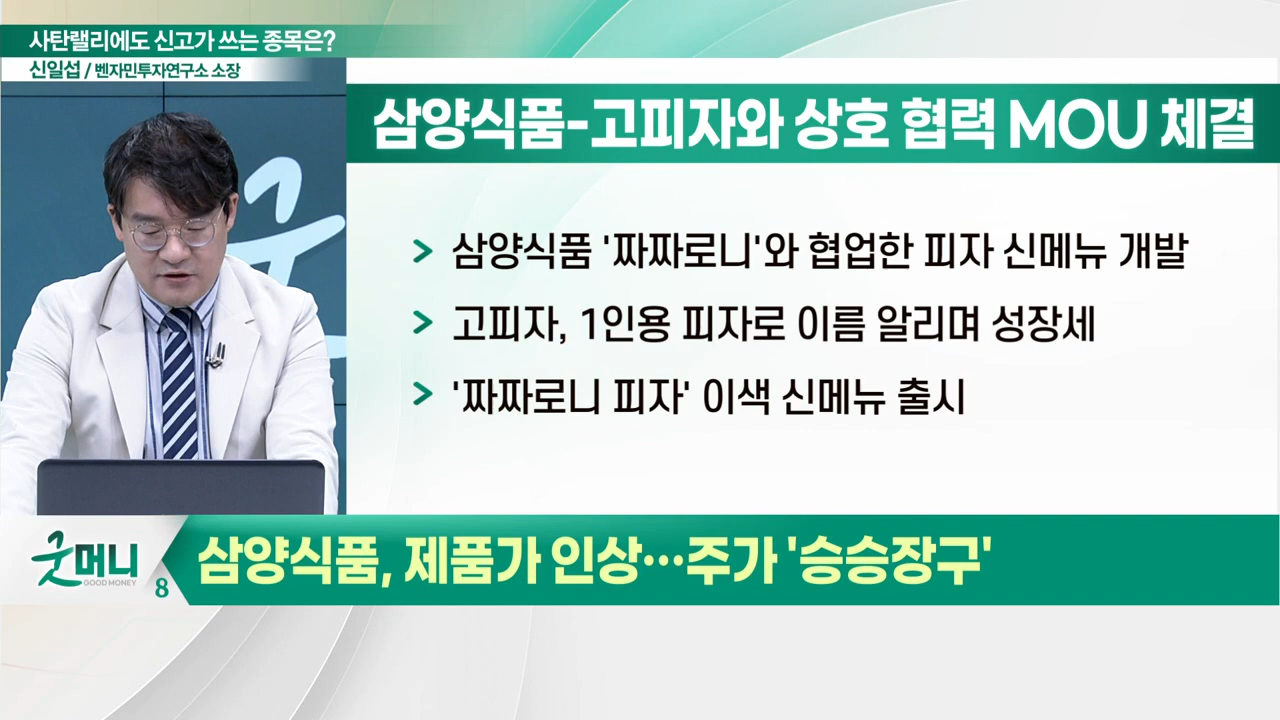 사탄랠리에도 신고가 쓰는 종목은?
신일섭 / 벤자민투자연구소 소장
삼양식품-고피자와 상호 협력 MOU 체결
> 삼양식품 '짜짜로니'와 협업한 피자 신메뉴 개발
> 고피자, 1인용 피자로 이름 알리며 성장세
> '짜짜로니 피자' 이색 신메뉴 출시
굿머니
GOOD MONEY
8
삼양식품, 제품가 인상…주가 '승승장구'